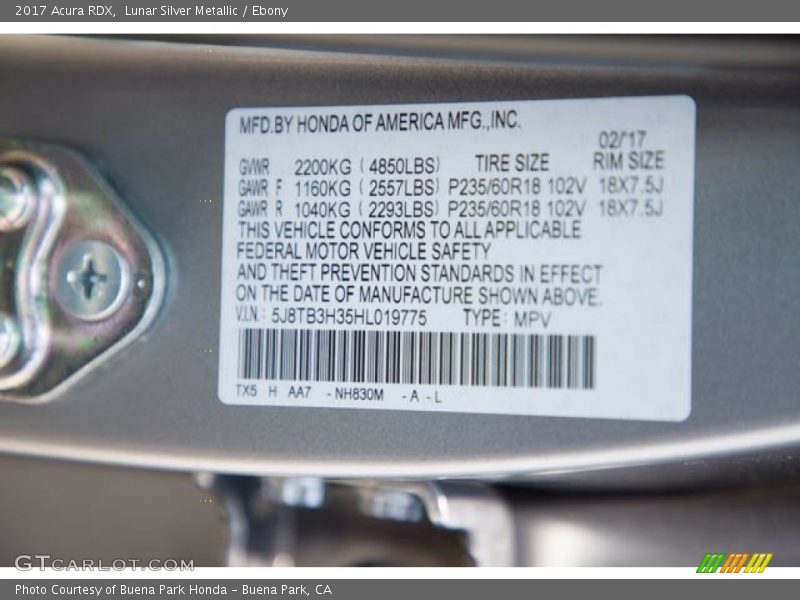 2017 Acura RDX, Lunar Silver Metallic / Ebony
MFD.BY HONDA OF AMERICA MFG.,INC.
02/'17
GVWR 2200KG ( 4850LBS) TIRE SIZE RIM SIZE
GAWR F 1160KG ( 2557LBS) P235/60R18 102V 18X7.5J
GAWR R 1040KG ( 2293LBS) P235/60R18 102V 18X7.5J
THIS VEHICLE CONFORMS TO ALL APPLICABLE
FEDERAL MOTOR VEHICLE SAFETY
AND THEFT PREVENTION STANDARDS IN EFFECT
ON THE DATE OF MANUFACTURE SHOWN ABOVE.
V.I.N.: 5J8TB3H35HL019775 TYPE: MPV
TX5 H AA7 - NH830M - A - L
GTCARLOT.COM
Photo Courtesy of Buena Park Honda – Buena Park, CA